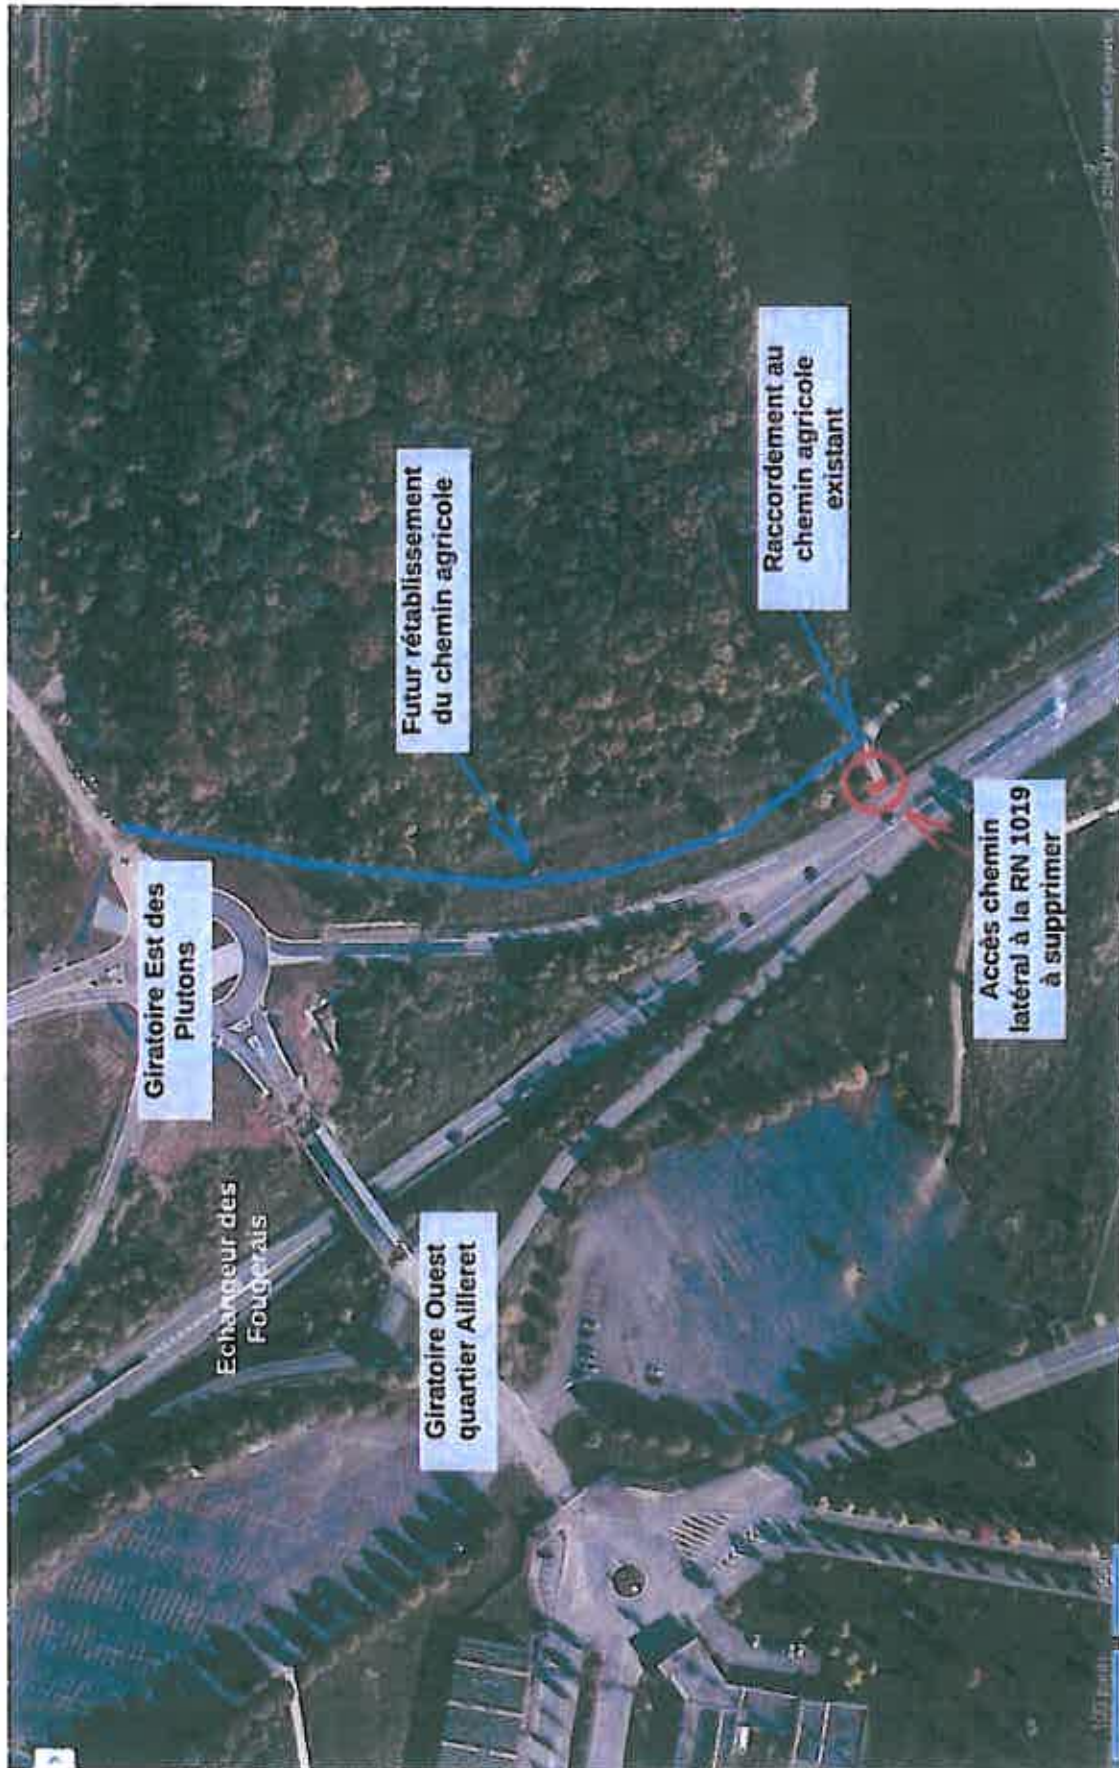 Giratoire Est des
Plutons
Echangeur des
Fougerais
Futur rétablissement
du chemin agricole
Giratoire Ouest
quartier Ailleret
Raccordement au
chemin agricole
existant
Accès chemin
latéral à la RN 1019
à supprimer